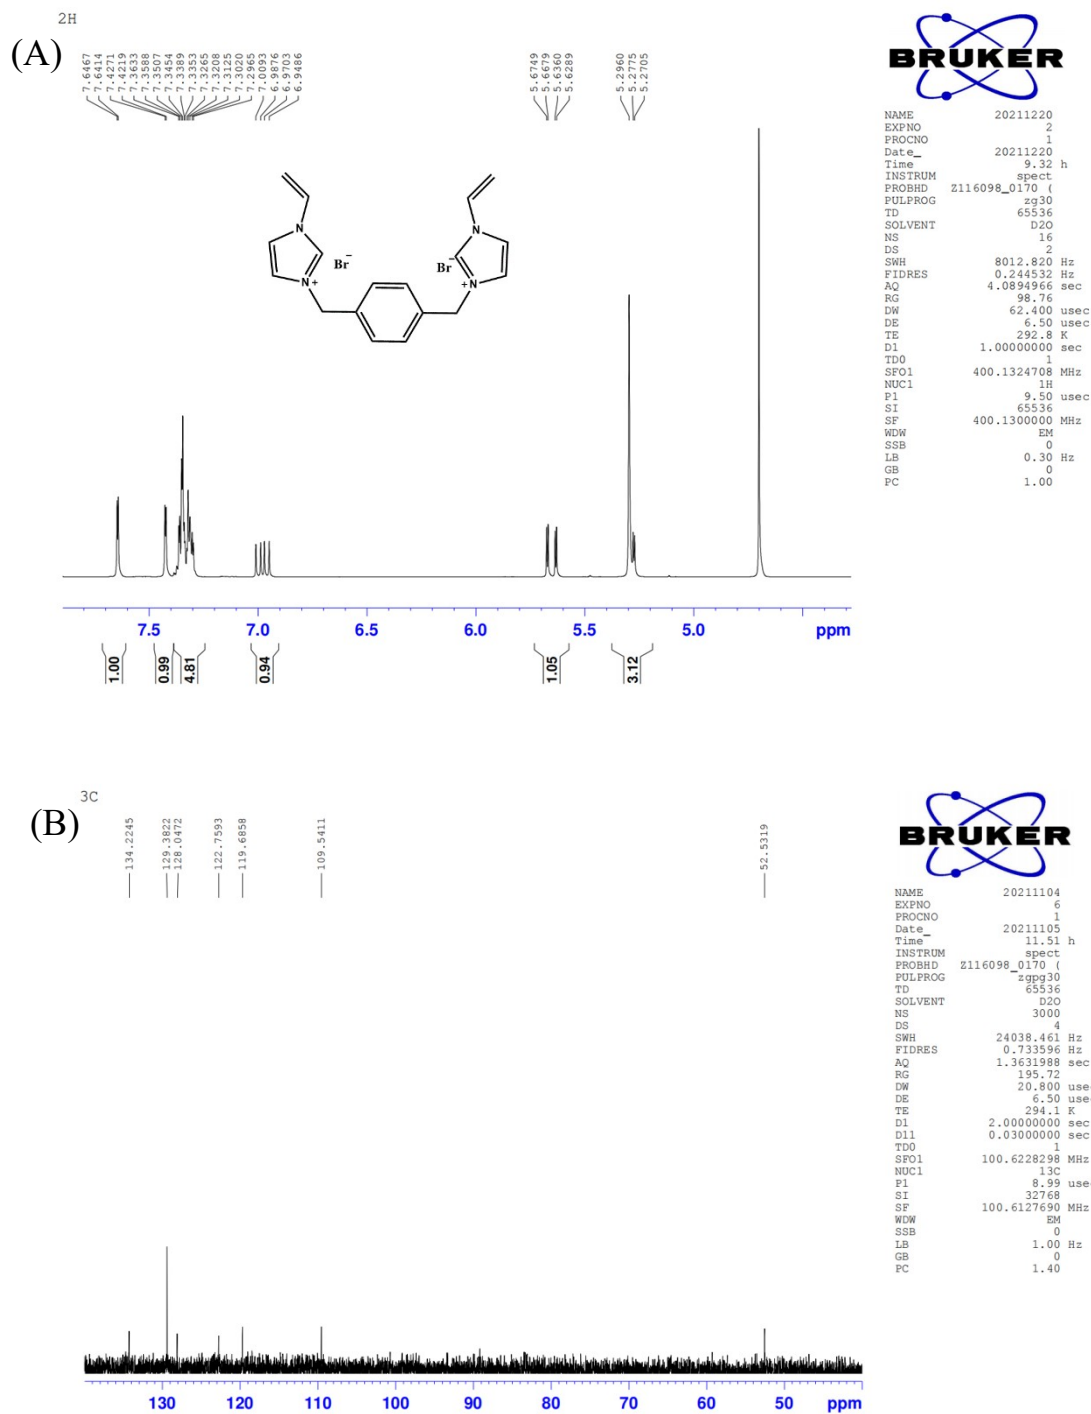 2H
(A)
7.6467
7.6414
7.4271
7.4219
7.3633
7.3588
7.3507
7.3454
7.3389
7.3353
7.3265
7.3208
7.3125
7.3020
7.2965
7.0093
6.9876
6.9703
6.9486
5.6749
5.6679
5.6360
5.6289
5.2960
5.2775
5.2705
BRUKER
NAME 20211220
EXPNO 2
PROCNO 1
Date_ 20211220
Time 9.32 h
INSTRUM spect
PROBHD Z116098_0170 (
PULPROG zg30
TD 65536
SOLVENT D2O
NS 16
DS 2
SWH 8012.820 Hz
FIDRES 0.244532 Hz
AQ 4.0894966 sec
RG 98.76
DW 62.400 usec
DE 6.50 usec
TE 292.8 K
D1 1.00000000 sec
TD0 1
SFO1 400.1324708 MHz
NUC1 1H
P1 9.50 usec
SI 65536
SF 400.1300000 MHz
WDW EM
SSB 0
LB 0.30 Hz
GB 0
PC 1.00
N N
Br− Br−
N+ +N
7.5 7.0 6.5 6.0 5.5 5.0 ppm
1.00 0.99 4.81 0.94 1.05 3.12
3C
(B)
134.2245
129.3822
128.0472
122.7593
119.6858
109.5411
52.5319
BRUKER
NAME 20211104
EXPNO 6
PROCNO 1
Date_ 20211105
Time 11.51 h
INSTRUM spect
PROBHD Z116098_0170 (
PULPROG zgpg30
TD 65536
SOLVENT D2O
NS 3000
DS 4
SWH 24038.461 Hz
FIDRES 0.733596 Hz
AQ 1.3631988 sec
RG 195.72
DW 20.800 use
DE 6.50 use
TE 294.1 K
D1 2.00000000 sec
D11 0.03000000 sec
TD0 1
SFO1 100.6228298 MHz
NUC1 13C
P1 8.99 use
SI 32768
SF 100.6127690 MHz
WDW EM
SSB 0
LB 1.00 Hz
GB 0
PC 1.40
130 120 110 100 90 80 70 60 50 ppm